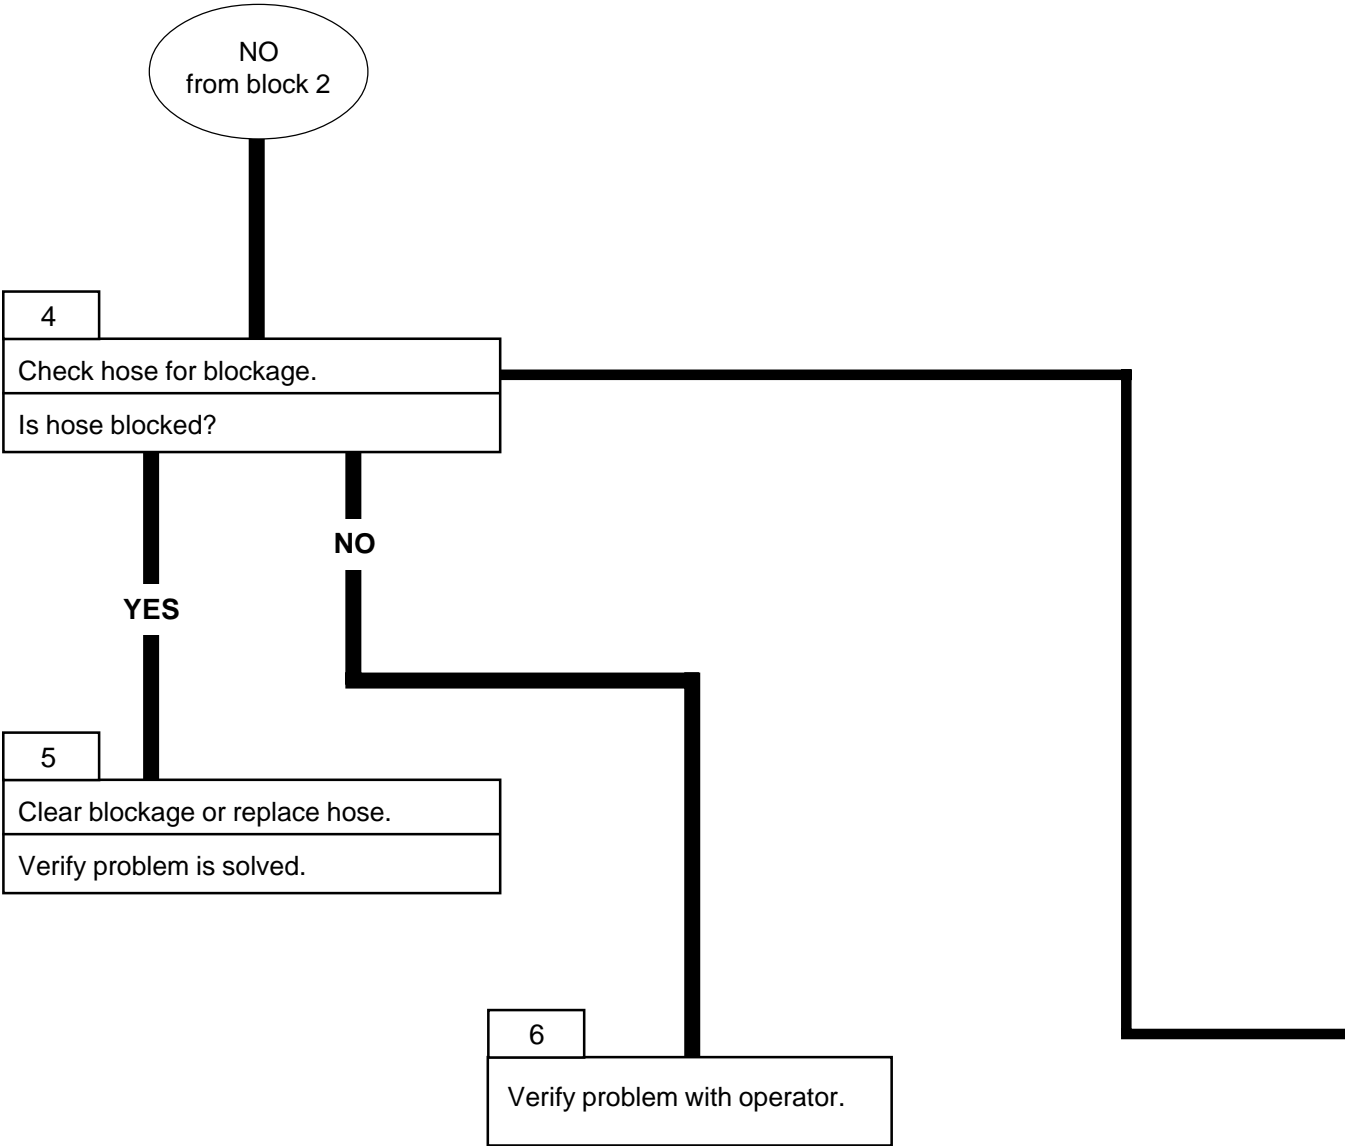 NO
from block 2
4
Check hose for blockage.
Is hose blocked?
NO
YES
5
Clear blockage or replace hose.
Verify problem is solved.
6
Verify problem with operator.